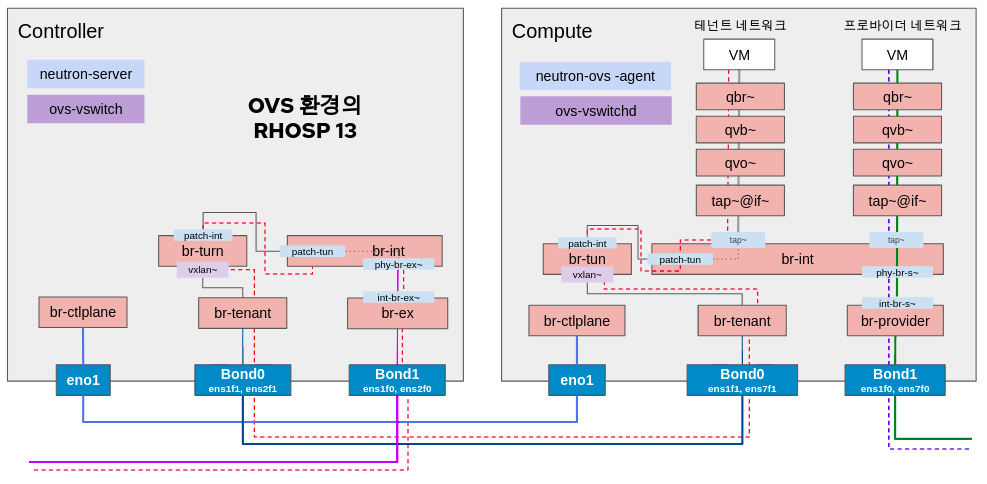 Controller
neutron-server
ovs-vswitch
OVS 환경의
RHOSP 13
patch-int
br-turn
vxlan~
patch-tun
br-int
phy-br-ex~
int-br-ex~
br-ex
br-ctlplane
br-tenant
eno1
Bond0
ens1f1, ens2f1
Bond1
ens1f0, ens2f0
Compute
neutron-ovs -agent
ovs-vswitchd
테넌트 네트워크
VM
qbr~
qvb~
qvo~
tap~@if~
tap~
프로바이더 네트워크
VM
qbr~
qvb~
qvo~
tap~@if~
tap~
patch-int
br-tun
vxlan~
patch-tun
br-int
phy-br-s~
int-br-s~
br-provider
br-ctlplane
br-tenant
eno1
Bond0
ens1f1, ens7f1
Bond1
ens1f0, ens7f0